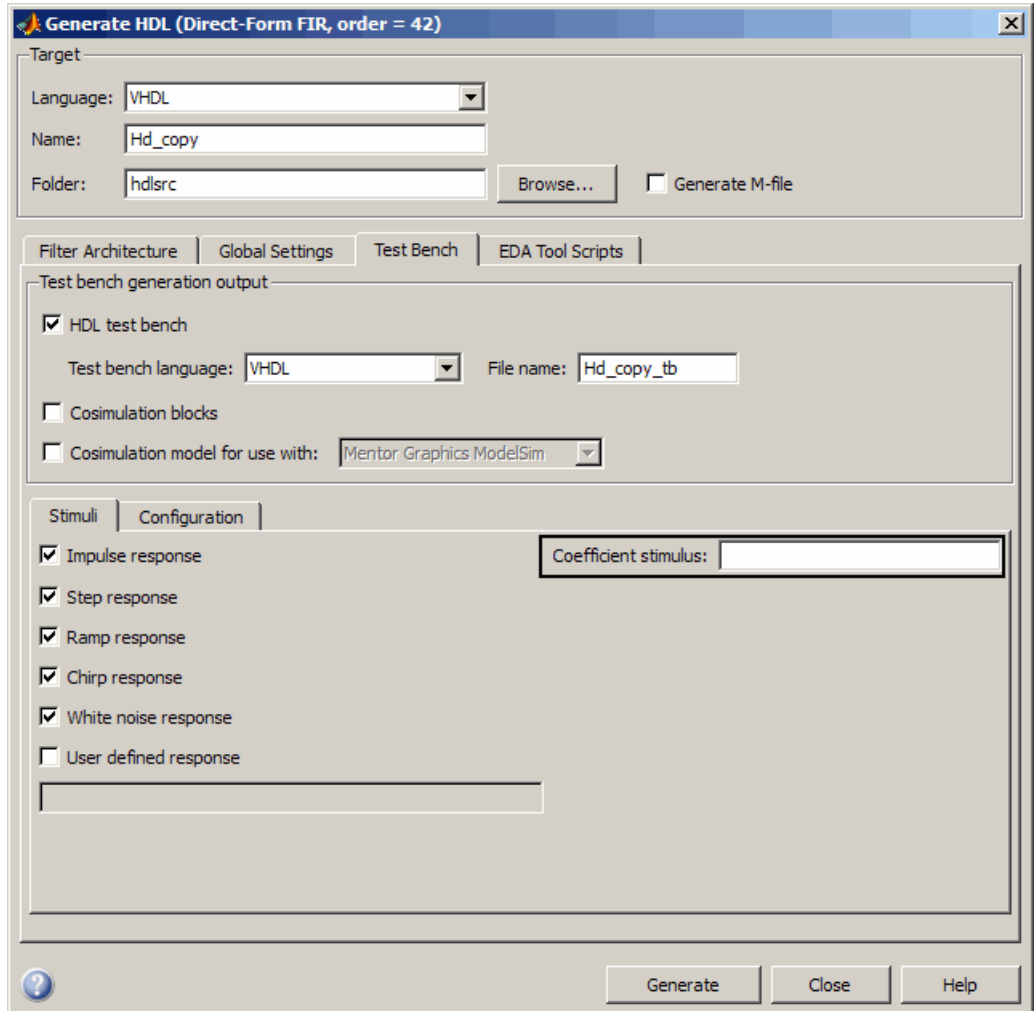 Generate HDL (Direct-Form FIR, order = 42)
Target
Language: VHDL
Name: Hd_copy
Folder: hdlsrc Browse... Generate M-file
Filter Architecture Global Settings Test Bench EDA Tool Scripts
Test bench generation output
HDL test bench
Test bench language: VHDL File name: Hd_copy_tb
Cosimulation blocks
Cosimulation model for use with: Mentor Graphics ModelSim
Stimuli Configuration
Impulse response Coefficient stimulus:
Step response
Ramp response
Chirp response
White noise response
User defined response
? Generate Close Help